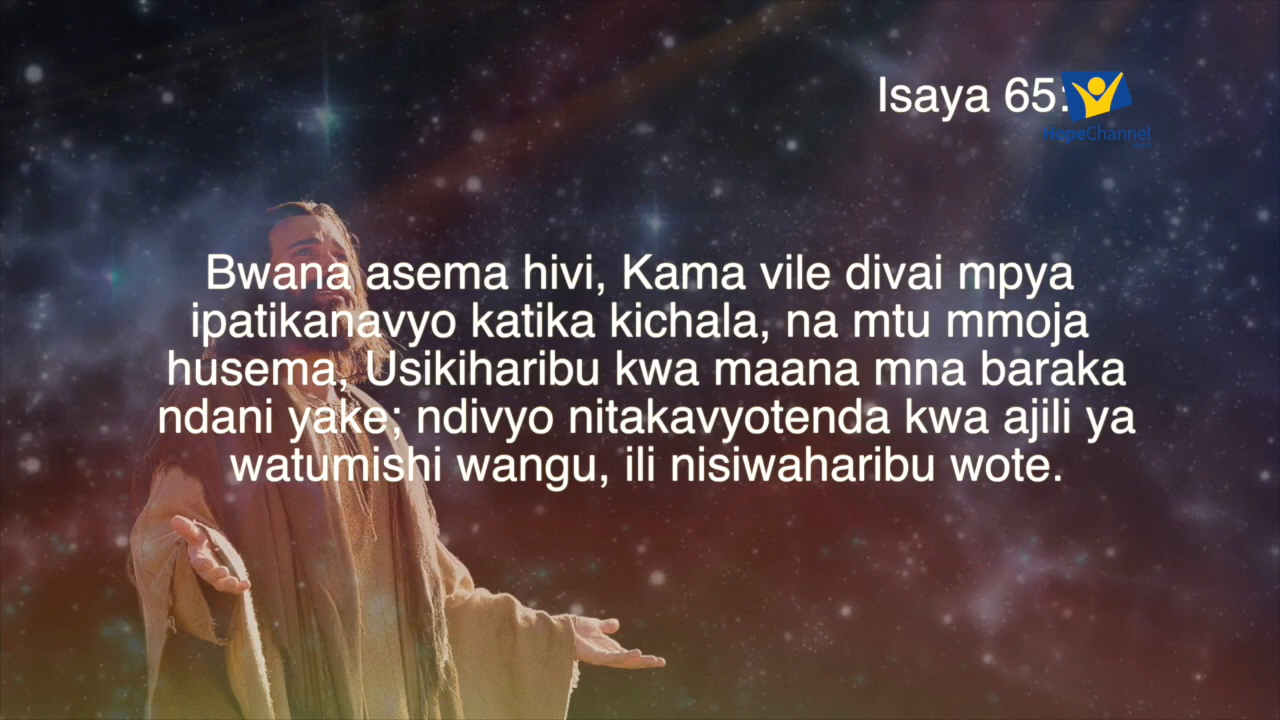 Isaya 65:
HopeChannel
Bwana asema hivi, Kama vile divai mpya
ipatikanavyo katika kichala, na mtu mmoja
husema, Usikiharibu kwa maana mna baraka
ndani yake; ndivyo nitakavyotenda kwa ajili ya
watumishi wangu, ili nisiwaharibu wote.